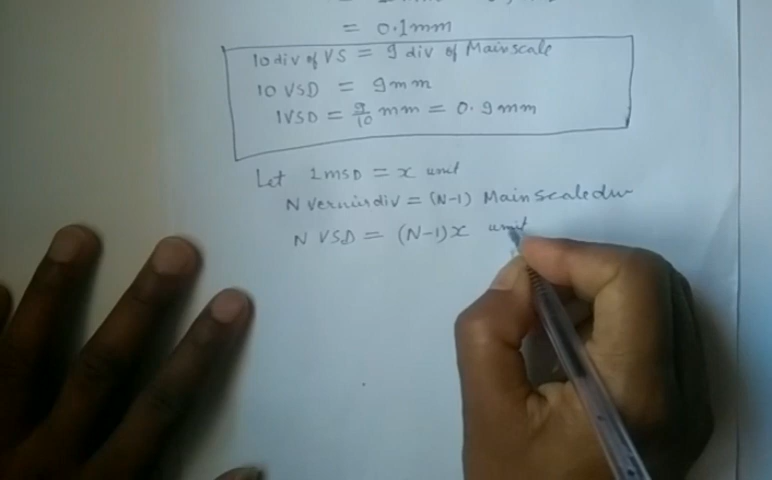 = 0.1mm
10 div of VS = 9 div of Mainscale
10 VSD = 9mm
1VSD = 9/10 mm = 0.9mm
Let 1MSD = x unit
N vernier div = (N-1) Mainscale div
N VSD = (N-1)x unit